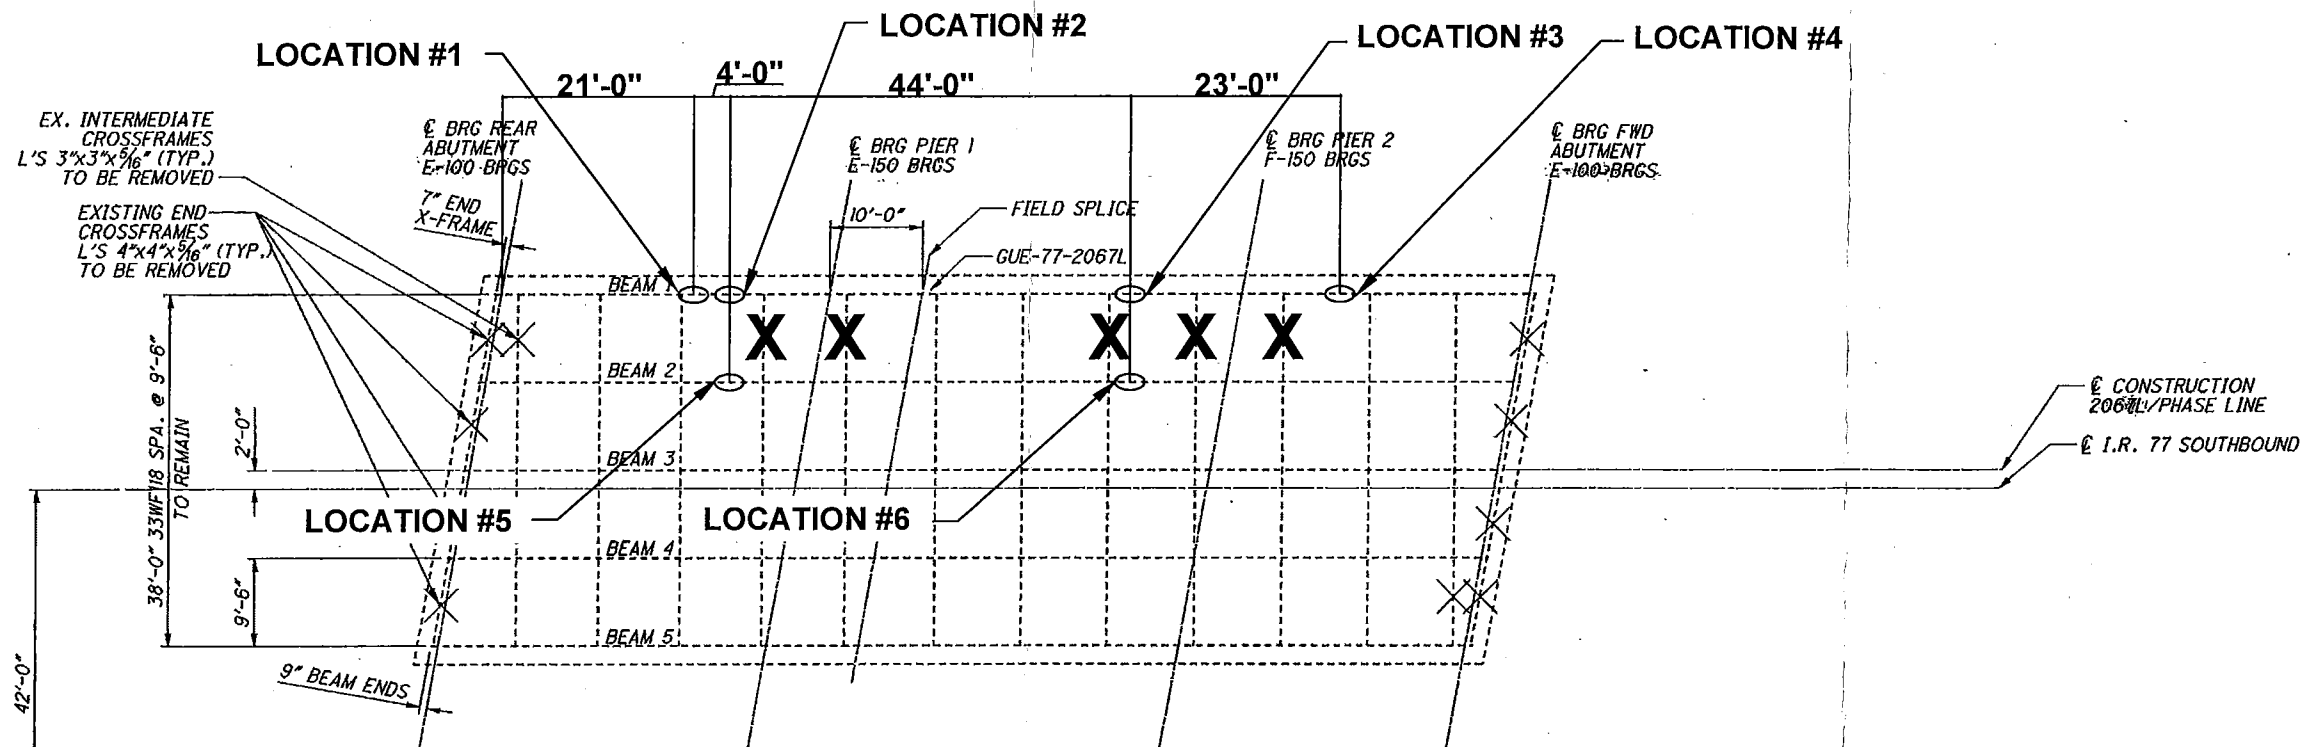 LOCATION #1
LOCATION #2
LOCATION #3
LOCATION #4
21'-0"
4'-0"
44'-0"
23'-0"
EX. INTERMEDIATE
CROSSFRAMES
L'S 3"x3"x5/16" (TYP.)
TO BE REMOVED
EXISTING END
CROSSFRAMES
L'S 4"x4"x5/16" (TYP.)
TO BE REMOVED
℄ BRG REAR
ABUTMENT
E-100 BRGS
7" END
X-FRAME
℄ BRG PIER 1
E-150 BRGS
10'-0"
FIELD SPLICE
GUE-77-2067L
℄ BRG PIER 2
F-150 BRGS
℄ BRG FWD
ABUTMENT
E-100 BRGS
BEAM
X X X X X
BEAM 2
BEAM 3
BEAM 4
BEAM 5
38'-0" 33WF118 SPA. @ 9'-6"
TO REMAIN
2'-0"
9'-6"
42'-0"
9" BEAM ENDS
LOCATION #5
LOCATION #6
℄ CONSTRUCTION
2067L/PHASE LINE
℄ I.R. 77 SOUTHBOUND